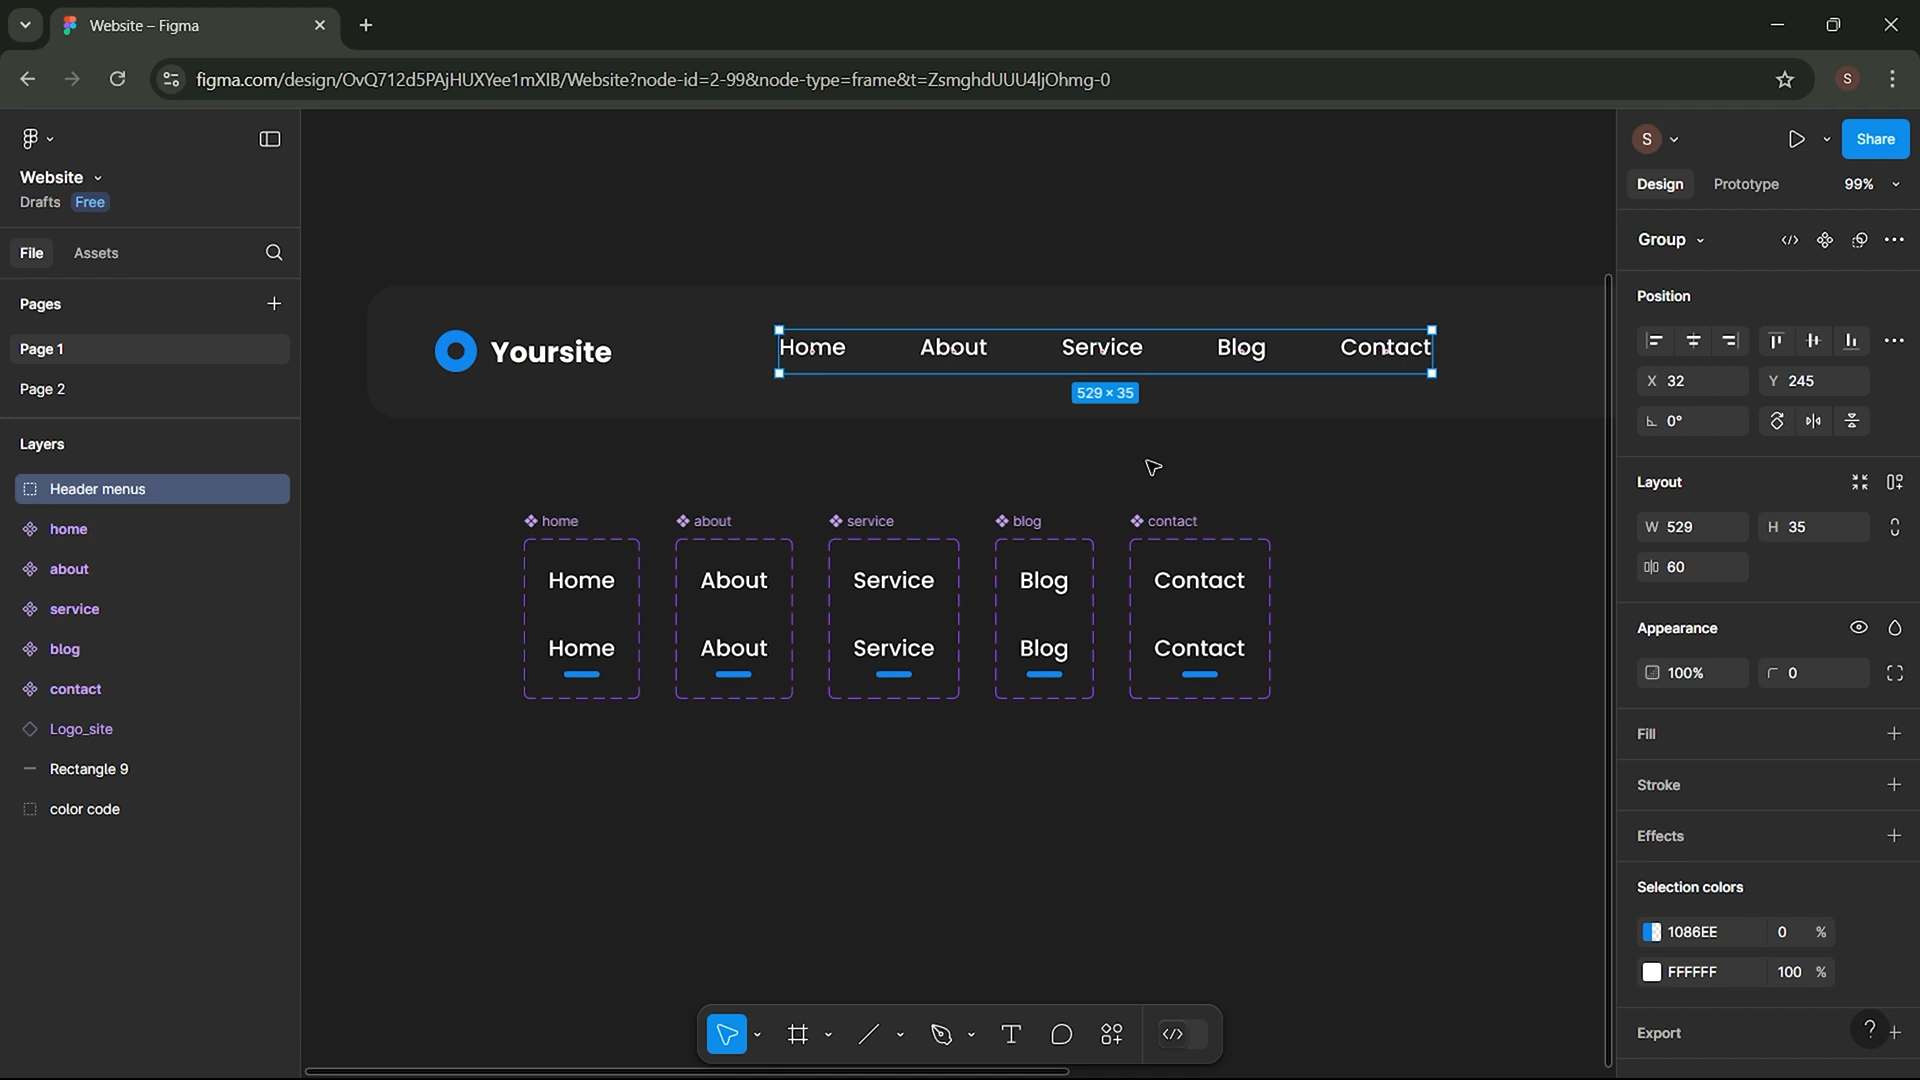 Website – Figma
figma.com/design/OvQ712d5PAjHUXYee1mXIB/Website?node-id=2-99&node-type=frame&t=ZsmghdUUU4ljOhmg-0
S
Website
Drafts Free
File Assets
Pages
Page 1
Page 2
Layers
Header menus
home
about
service
blog
contact
Logo_site
Rectangle 9
color code
Yoursite Home About Service Blog Contact
529 × 35
home about service blog contact
Home About Service Blog Contact
Home About Service Blog Contact
S Share
Design Prototype 99%
Group
Position
X 32 Y 245
0°
Layout
W 529 H 35
60
Appearance
100% 0
Fill
Stroke
Effects
Selection colors
1086EE 0 %
FFFFFF 100 %
Export ?